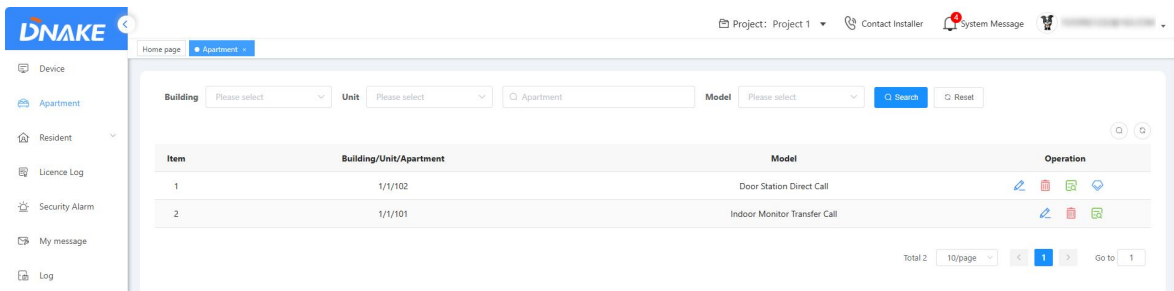 DNAKE
Project: Project 1
Contact Installer
4
System Message
Home page
Apartment ×
Device
Apartment
Resident
Licence Log
Security Alarm
My message
Log
Building Please select
Unit Please select
Apartment
Model Please select
Search
Reset
Item Building/Unit/Apartment Model Operation
1 1/1/102 Door Station Direct Call
2 1/1/101 Indoor Monitor Transfer Call
Total 2 10/page < 1 > Go to 1